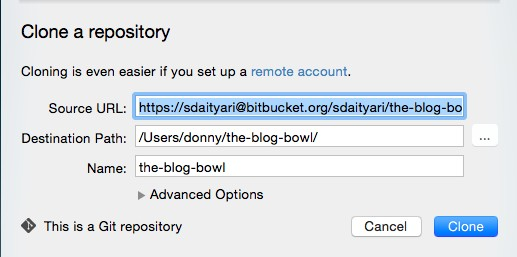 Clone a repository
Cloning is even easier if you set up a remote account.
Source URL: https://sdaityari@bitbucket.org/sdaityari/the-blog-bo
Destination Path: /Users/donny/the-blog-bowl/ ...
Name: the-blog-bowl
Advanced Options
This is a Git repository Cancel Clone